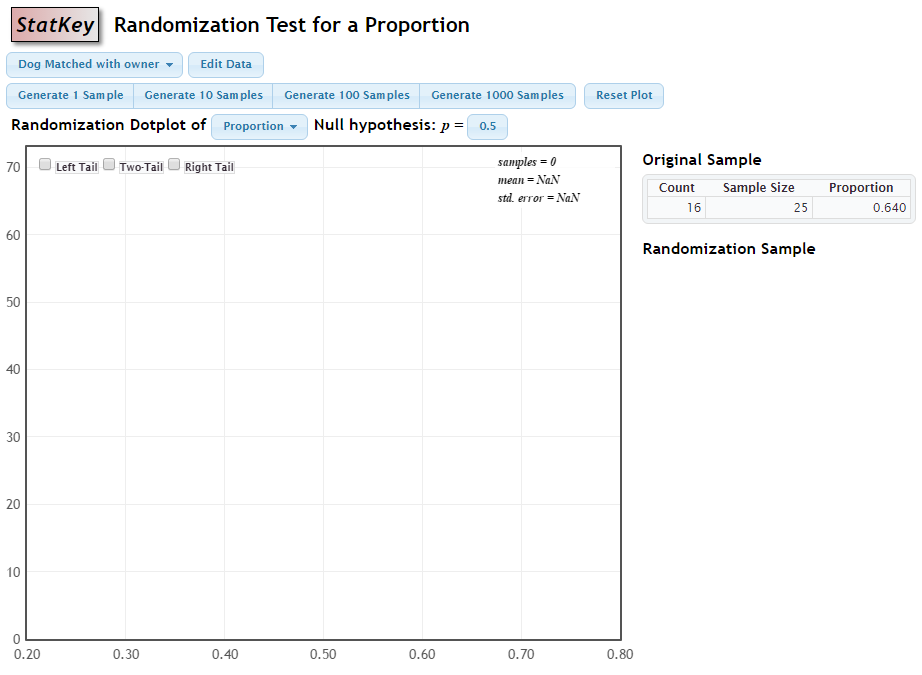 StatKey Randomization Test for a Proportion
Dog Matched with owner Edit Data
Generate 1 Sample Generate 10 Samples Generate 100 Samples Generate 1000 Samples Reset Plot
Randomization Dotplot of Proportion Null hypothesis: p = 0.5
Left Tail Two-Tail Right Tail
samples = 0
mean = NaN
std. error = NaN
70
60
50
40
30
20
10
0
0.20 0.30 0.40 0.50 0.60 0.70 0.80
Original Sample
Count Sample Size Proportion
16 25 0.640
Randomization Sample